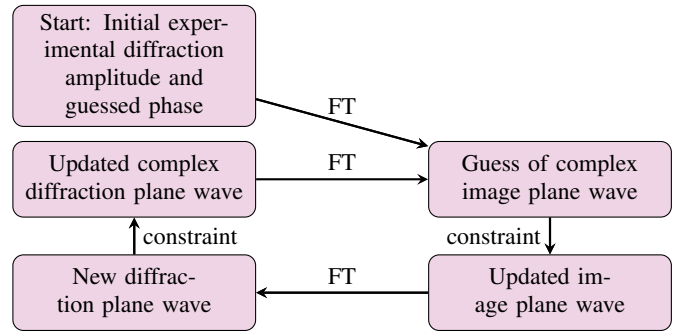 Start: Initial exper-
imental diffraction
amplitude and
guessed phase
FT
Updated complex
diffraction plane wave
FT
Guess of complex
image plane wave
constraint
constraint
New diffrac-
tion plane wave
FT
Updated im-
age plane wave